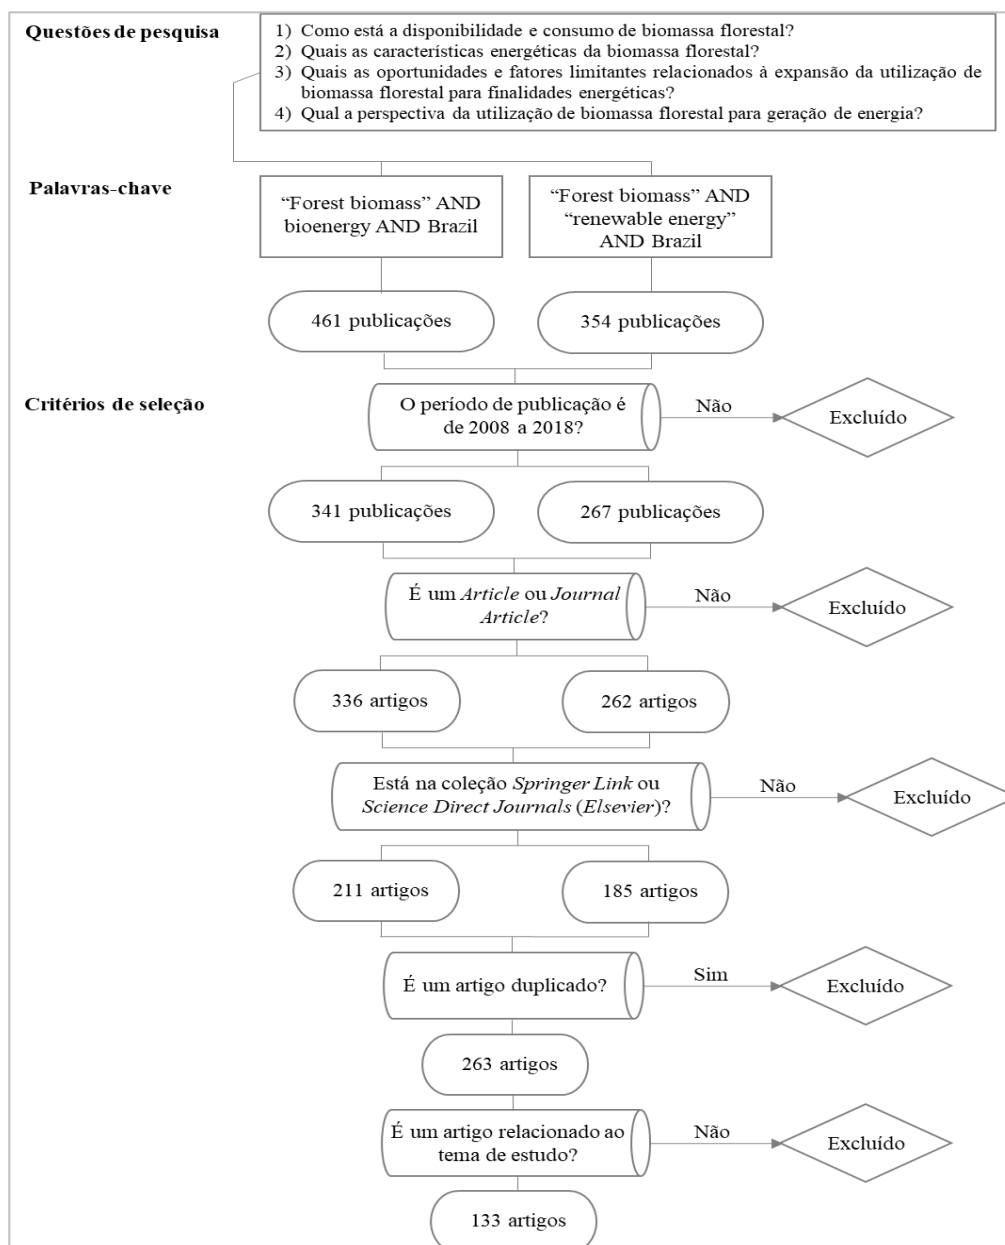 Questões de pesquisa
1) Como está a disponibilidade e consumo de biomassa florestal?
2) Quais as características energéticas da biomassa florestal?
3) Quais as oportunidades e fatores limitantes relacionados à expansão da utilização de
biomassa florestal para finalidades energéticas?
4) Qual a perspectiva da utilização de biomassa florestal para geração de energia?
Palavras-chave
“Forest biomass” AND
bioenergy AND Brazil
“Forest biomass” AND
“renewable energy”
AND Brazil
461 publicações
354 publicações
Critérios de seleção
O período de publicação é
de 2008 a 2018?
Não
Excluído
341 publicações
267 publicações
É um Article ou Journal
Article?
Não
Excluído
336 artigos
262 artigos
Está na coleção Springer Link ou
Science Direct Journals (Elsevier)?
Não
Excluído
211 artigos
185 artigos
É um artigo duplicado?
Sim
Excluído
263 artigos
É um artigo relacionado ao
tema de estudo?
Não
Excluído
133 artigos